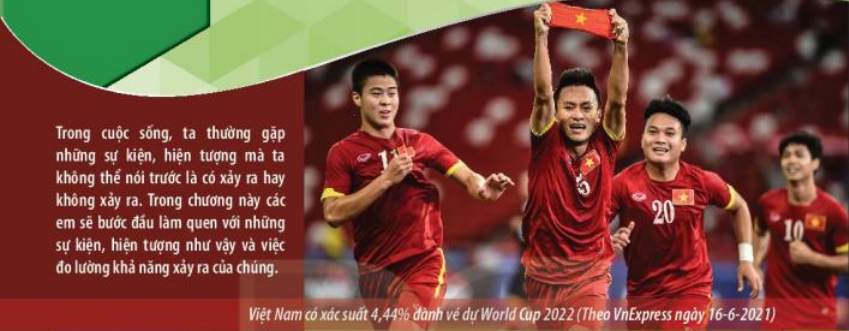 Trong cuộc sống, ta thường gặp
những sự kiện, hiện tượng mà ta
không thể nói trước là có xảy ra hay
không xảy ra. Trong chương này các
em sẽ bước đầu làm quen với những
sự kiện, hiện tượng như vậy và việc
đo lường khả năng xảy ra của chúng.
15
20
10
Việt Nam có xác suất 4,44% đành vé dự World Cup 2022 (Theo VnExpress ngày 16-6-2021)